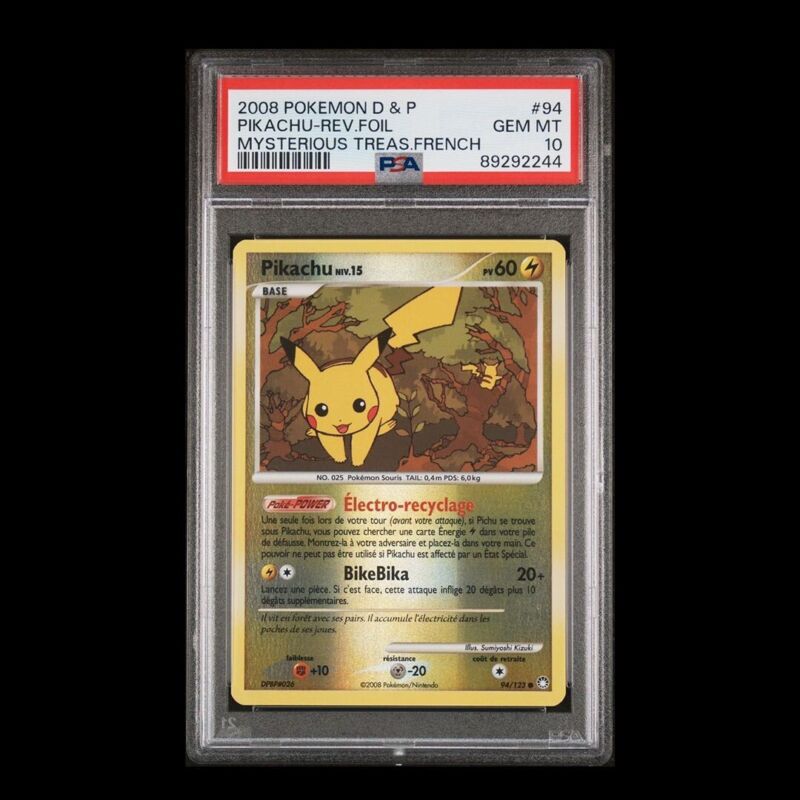 2008 POKEMON D & P #94
PIKACHU-REV.FOIL GEM MT
MYSTERIOUS TREAS.FRENCH 10
PSA 89292244
Pikachu NIV.15 PV 60
BASE
NO. 025 Pokémon Souris TAIL: 0,4m PDS: 6,0kg
Poké-POWER Électro-recyclage
Une seule fois lors de votre tour (avant votre attaque), si Pichu se trouve
sous Pikachu, vous pouvez chercher une carte Énergie dans votre pile
de défausse. Montrez-la à votre adversaire et placez-la dans votre main. Ce
pouvoir ne peut pas être utilisé si Pikachu est affecté par un État Spécial.
BikeBika 20+
Lancez une pièce. Si c'est face, cette attaque inflige 20 dégâts plus 10
dégâts supplémentaires.
Il vit en forêt avec ses pairs. Il accumule l'électricité dans les
poches de ses joues.
Illus. Sumiyoshi Kizuki
faiblesse résistance coût de retraite
+10 -20
DPBP#026 ©2008 Pokémon/Nintendo 94/123